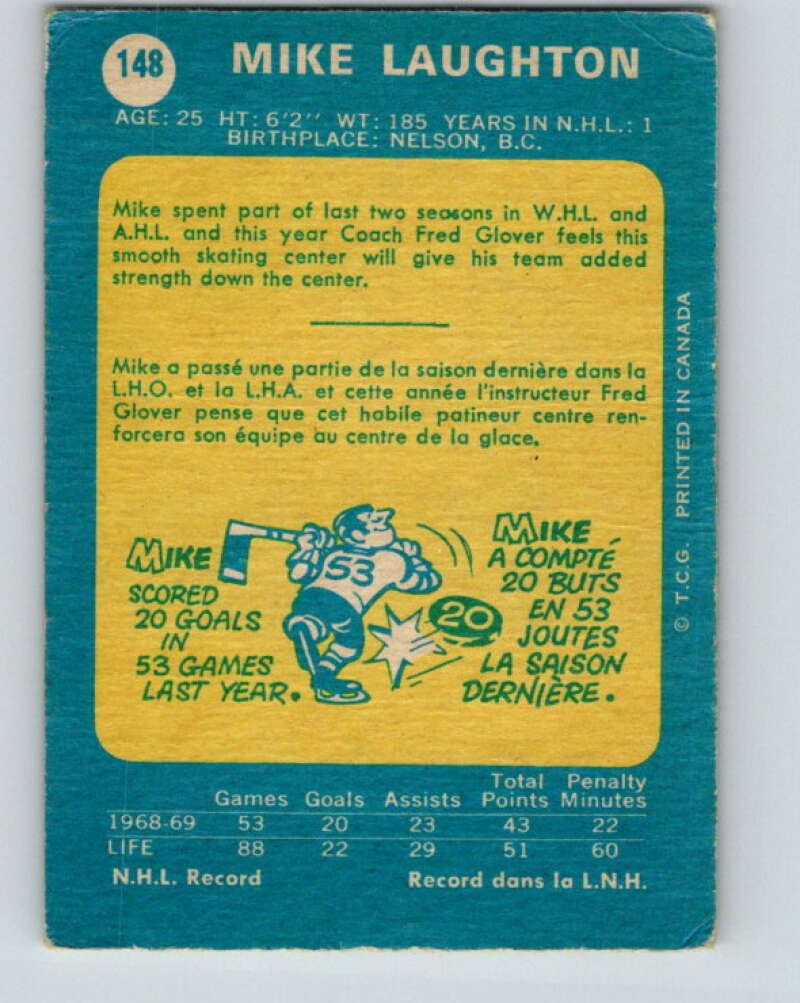 148
MIKE LAUGHTON
AGE: 25 HT: 6'2'' WT: 185 YEARS IN N.H.L.: 1
BIRTHPLACE: NELSON, B.C.
Mike spent part of last two seasons in W.H.L. and
A.H.L. and this year Coach Fred Glover feels this
smooth skating center will give his team added
strength down the center.
Mike a passé une partie de la saison dernière dans la
L.H.O. et la L.H.A. et cette année l'instructeur Fred
Glover pense que cet habile patineur centre ren-
forcera son équipe au centre de la glace.
MIKE
SCORED
20 GOALS
IN
53 GAMES
LAST YEAR.
53
20
MIKE
A COMPTÉ
20 BUTS
EN 53
JOUTES
LA SAISON
DERNIÈRE.
© T.C.G. PRINTED IN CANADA
Total Penalty
Games Goals Assists Points Minutes
1968-69 53 20 23 43 22
LIFE 88 22 29 51 60
N.H.L. Record Record dans la L.N.H.